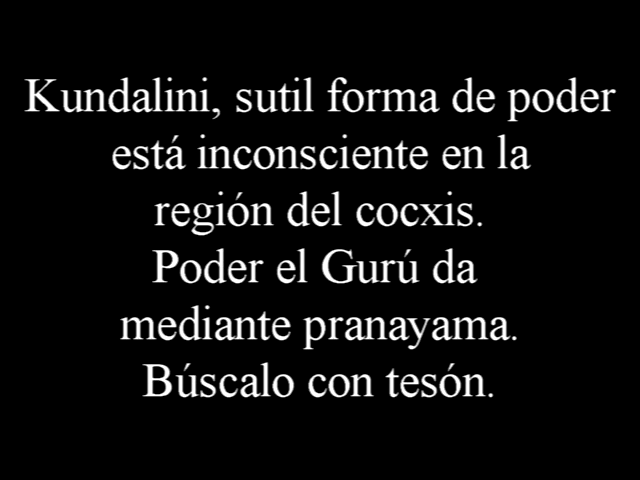 Kundalini, sutil forma de poder
está inconsciente en la
región del cocxis.
Poder el Gurú da
mediante pranayama.
Búscalo con tesón.